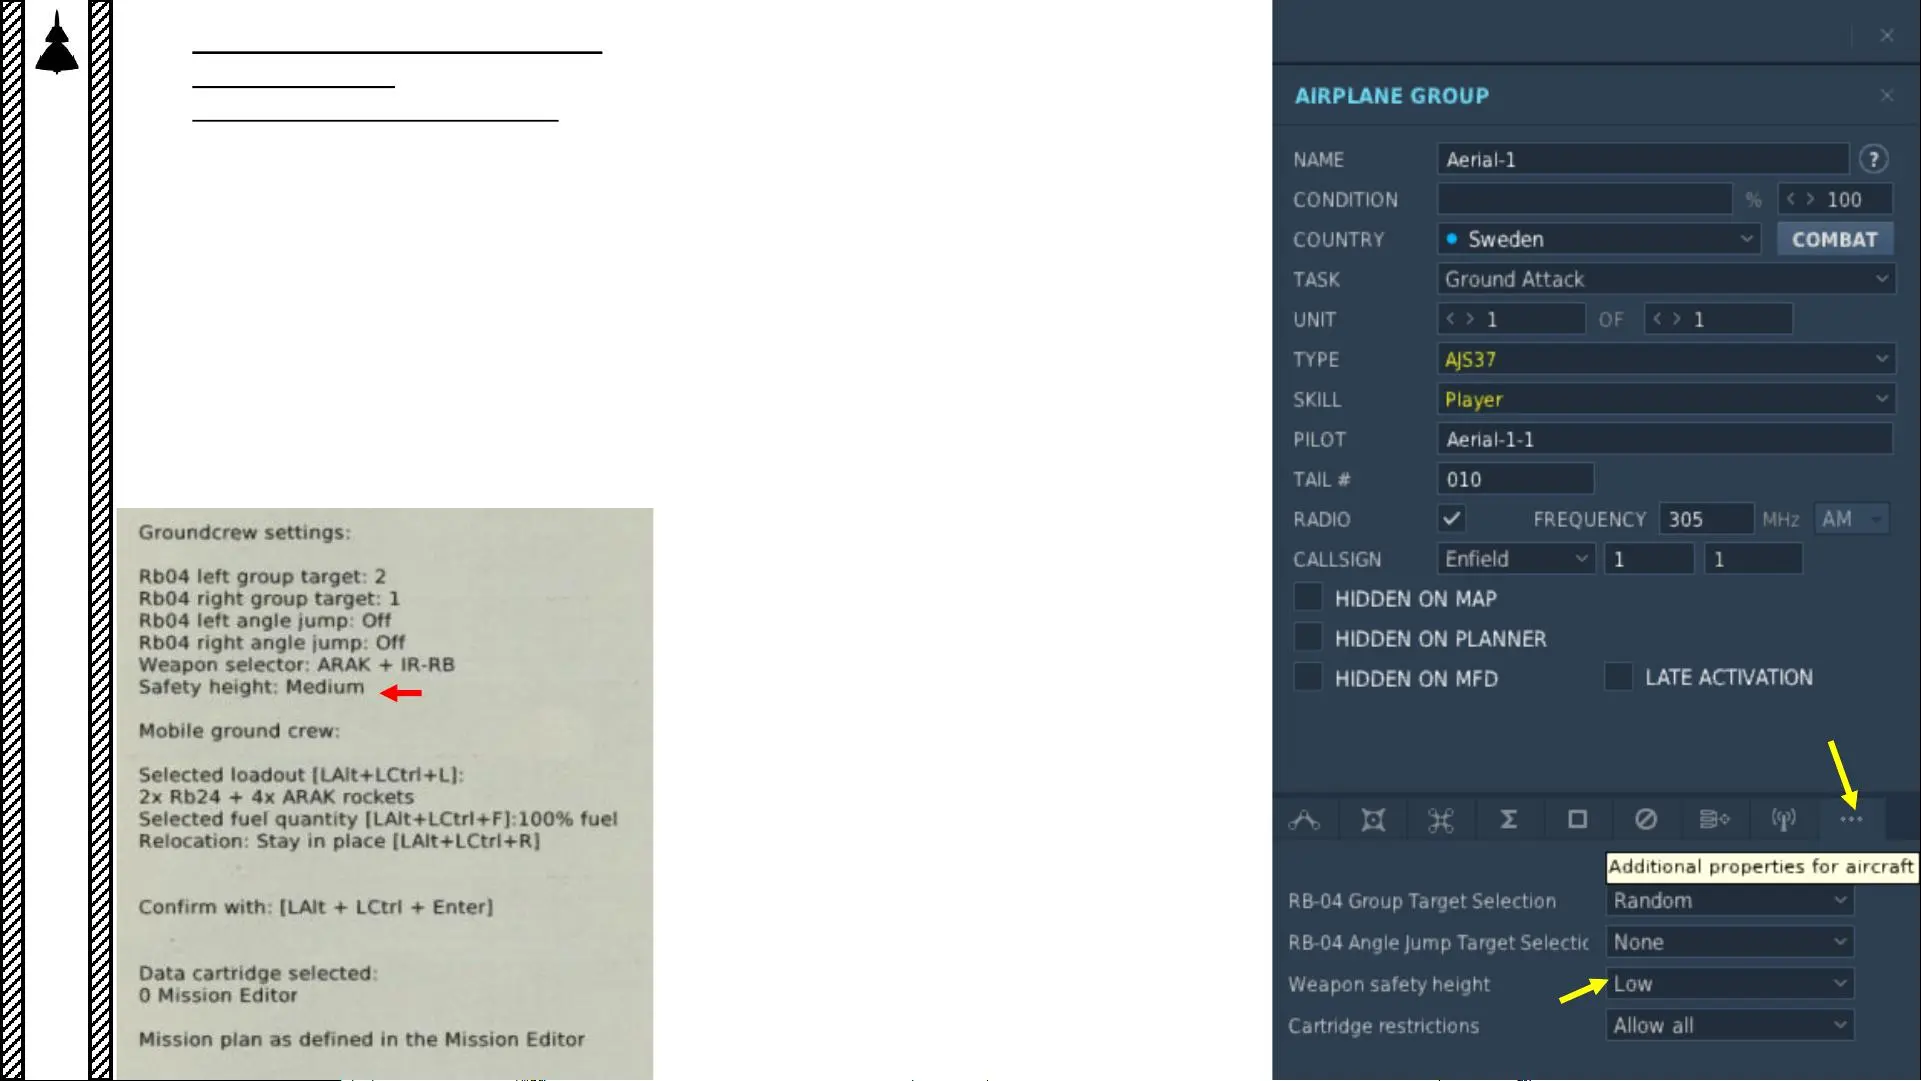 Groundcrew settings:
Rb04 left group target: 2
Rb04 right group target: 1
Rb04 left angle jump: Off
Rb04 right angle jump: Off
Weapon selector: ARAK + IR-RB
Safety height: Medium
Mobile ground crew:
Selected loadout [LAlt+LCtrl+L]:
2x Rb24 + 4x ARAK rockets
Selected fuel quantity [LAlt+LCtrl+F]:100% fuel
Relocation: Stay in place [LAlt+LCtrl+R]
Confirm with: [LAlt + LCtrl + Enter]
Data cartridge selected:
0 Mission Editor
Mission plan as defined in the Mission Editor
AIRPLANE GROUP
NAME Aerial-1 ?
CONDITION % < > 100
COUNTRY Sweden COMBAT
TASK Ground Attack
UNIT < > 1 OF < > 1
TYPE AJS37
SKILL Player
PILOT Aerial-1-1
TAIL # 010
RADIO FREQUENCY 305 MHz AM
CALLSIGN Enfield 1 1
HIDDEN ON MAP
HIDDEN ON PLANNER
HIDDEN ON MFD LATE ACTIVATION
Additional properties for aircraft
RB-04 Group Target Selection Random
RB-04 Angle Jump Target Selectic None
Weapon safety height Low
Cartridge restrictions Allow all